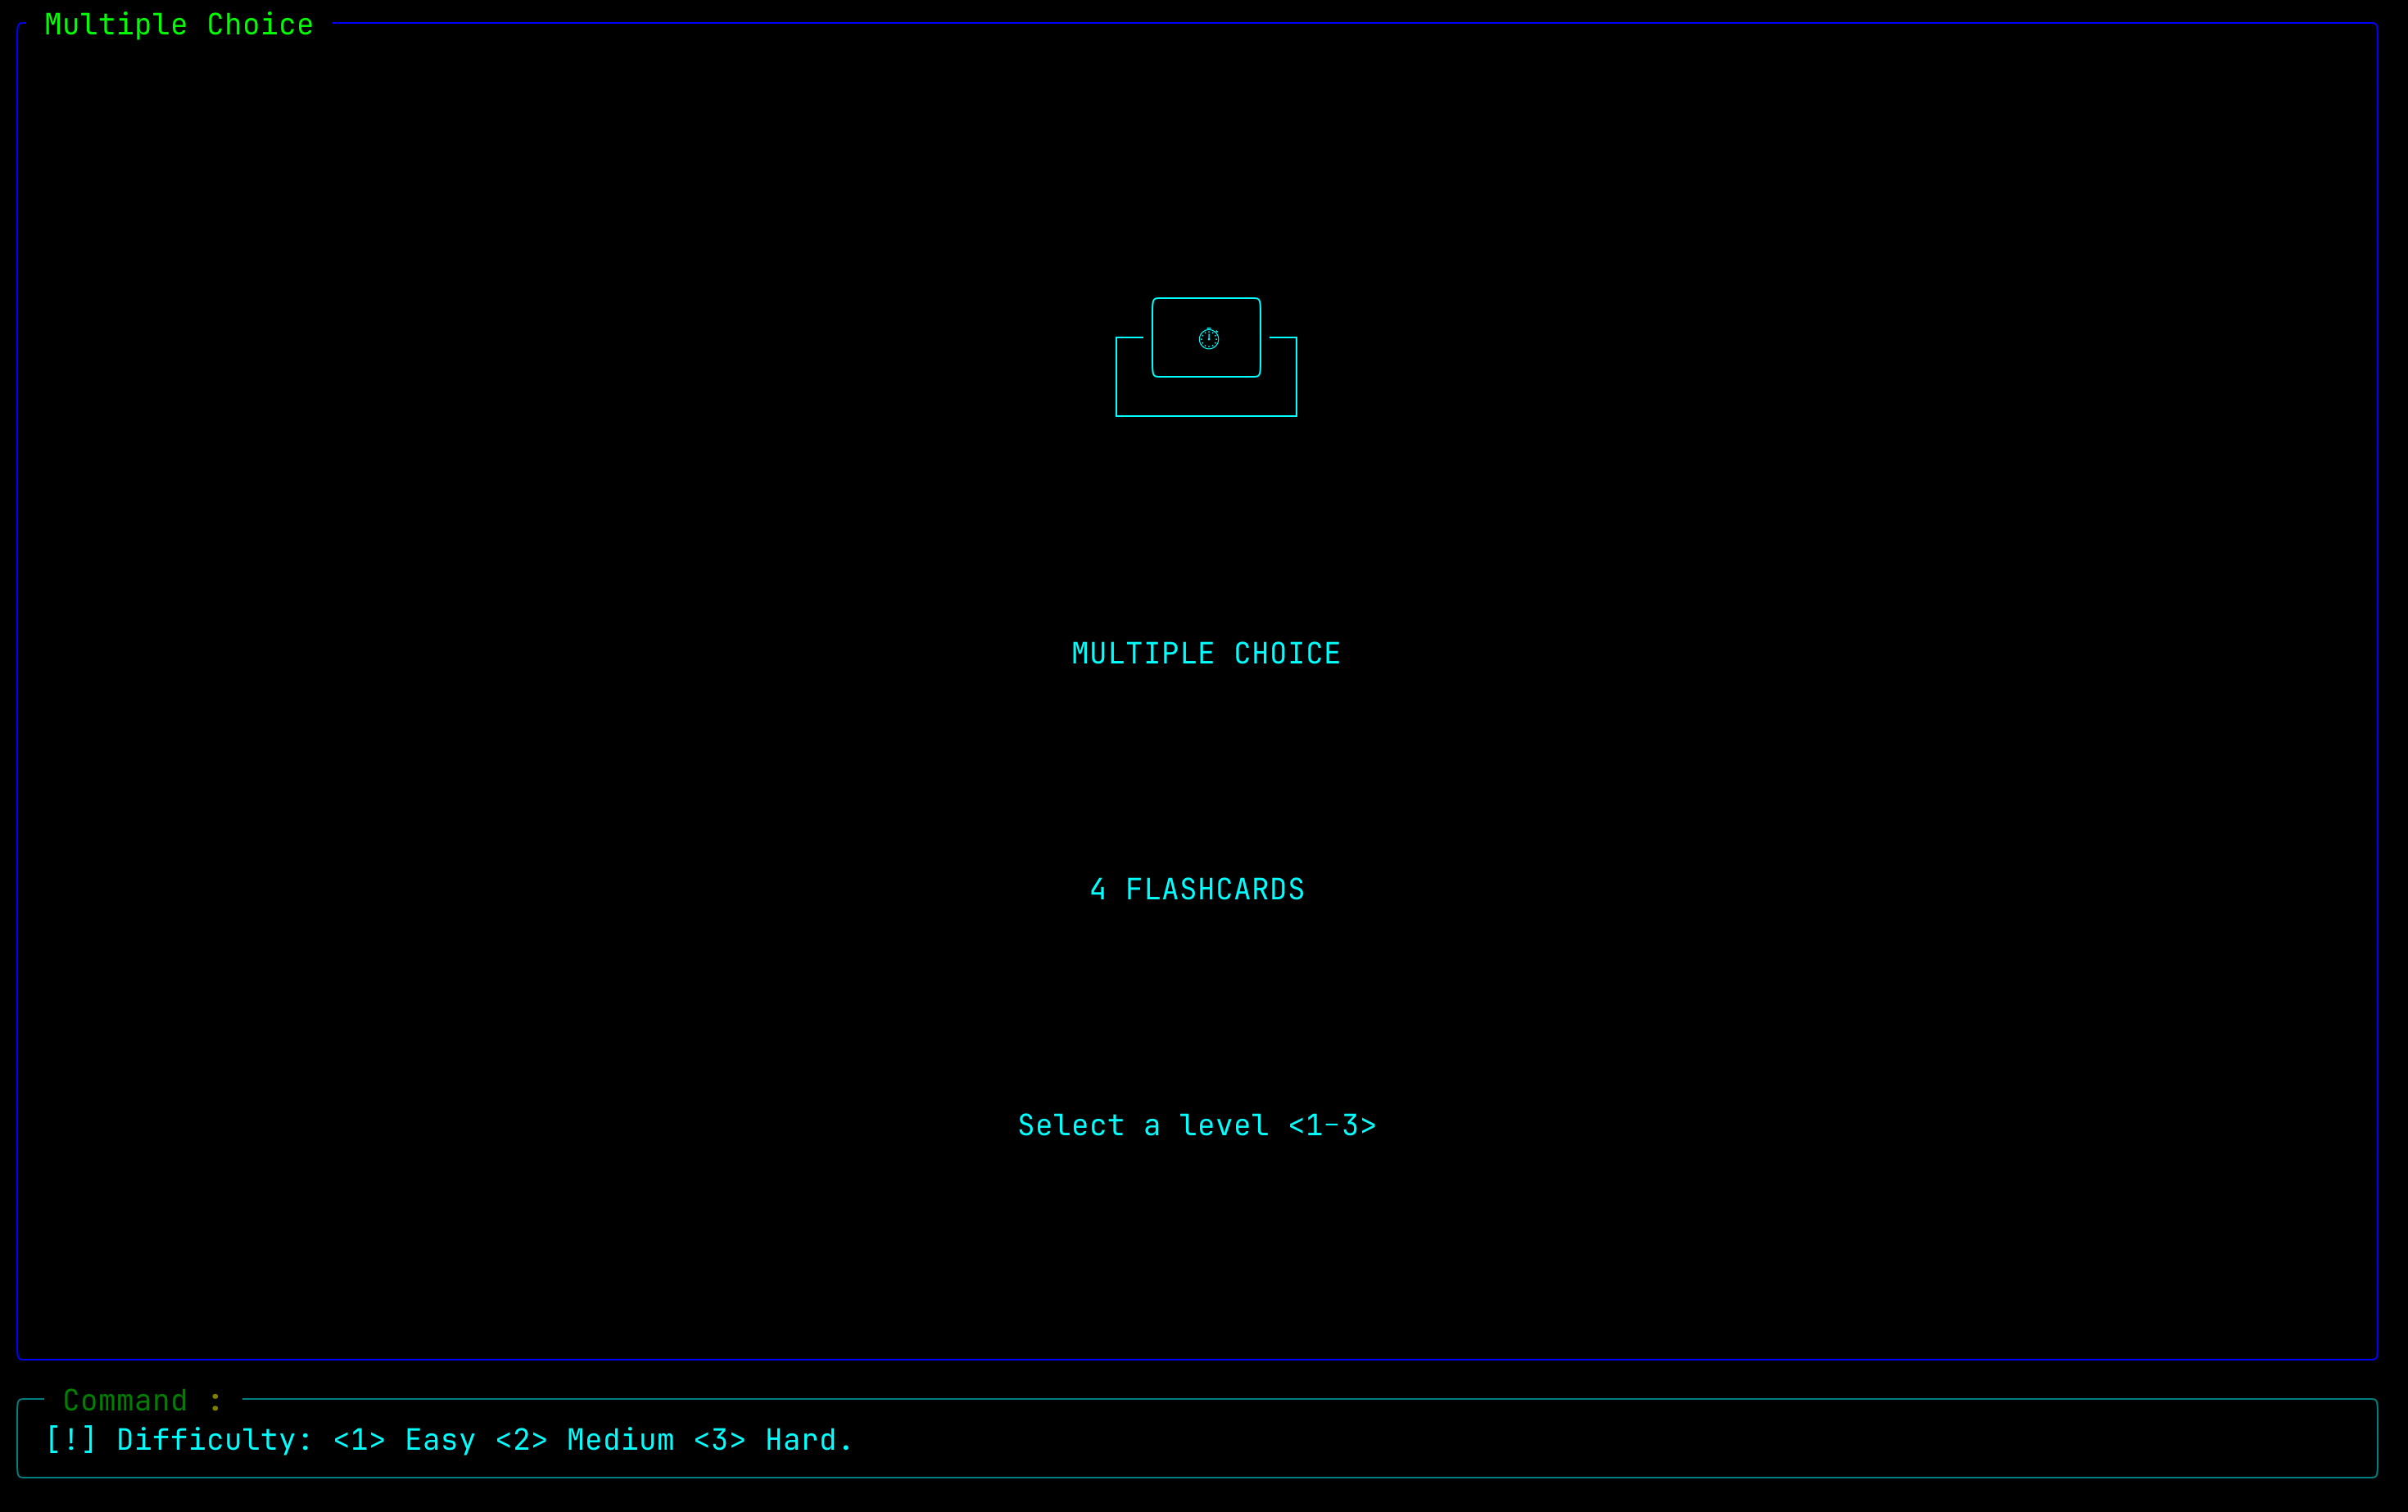 Multiple Choice
⏱
MULTIPLE CHOICE
4 FLASHCARDS
Select a level <1-3>
Command :
[!] Difficulty: <1> Easy <2> Medium <3> Hard.